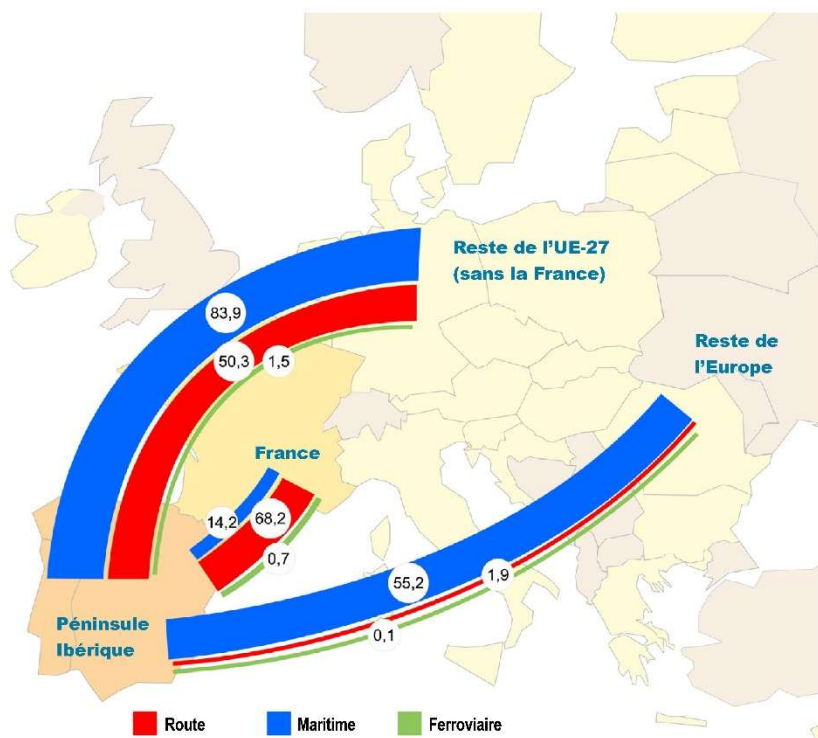 Reste de l'UE-27
(sans la France)
83,9
Reste de
l'Europe
50,3
1,5
France
14,2
68,2
0,7
55,2
1,9
Péninsule
Ibérique
0,1
Route
Maritime
Ferroviaire